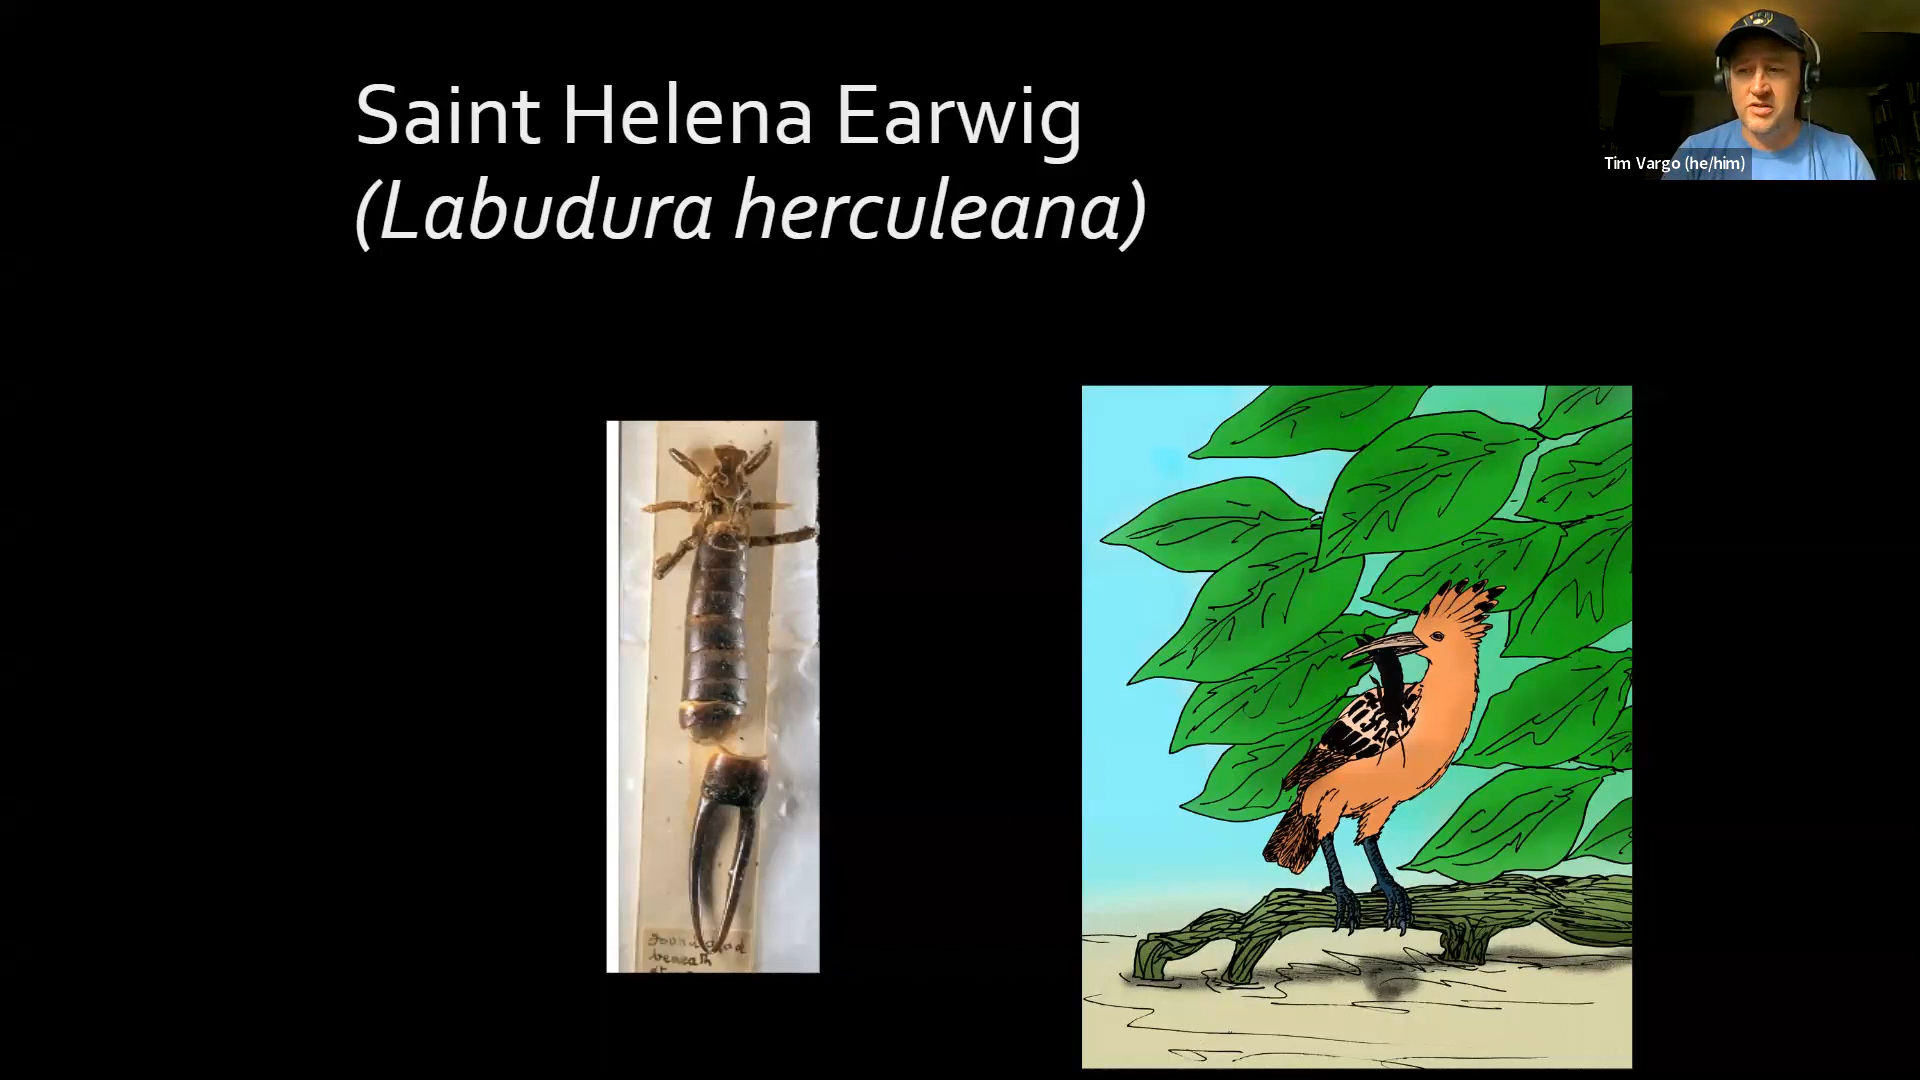 Saint Helena Earwig
(Labudura herculeana)
Tim Vargo (he/him)
beneath